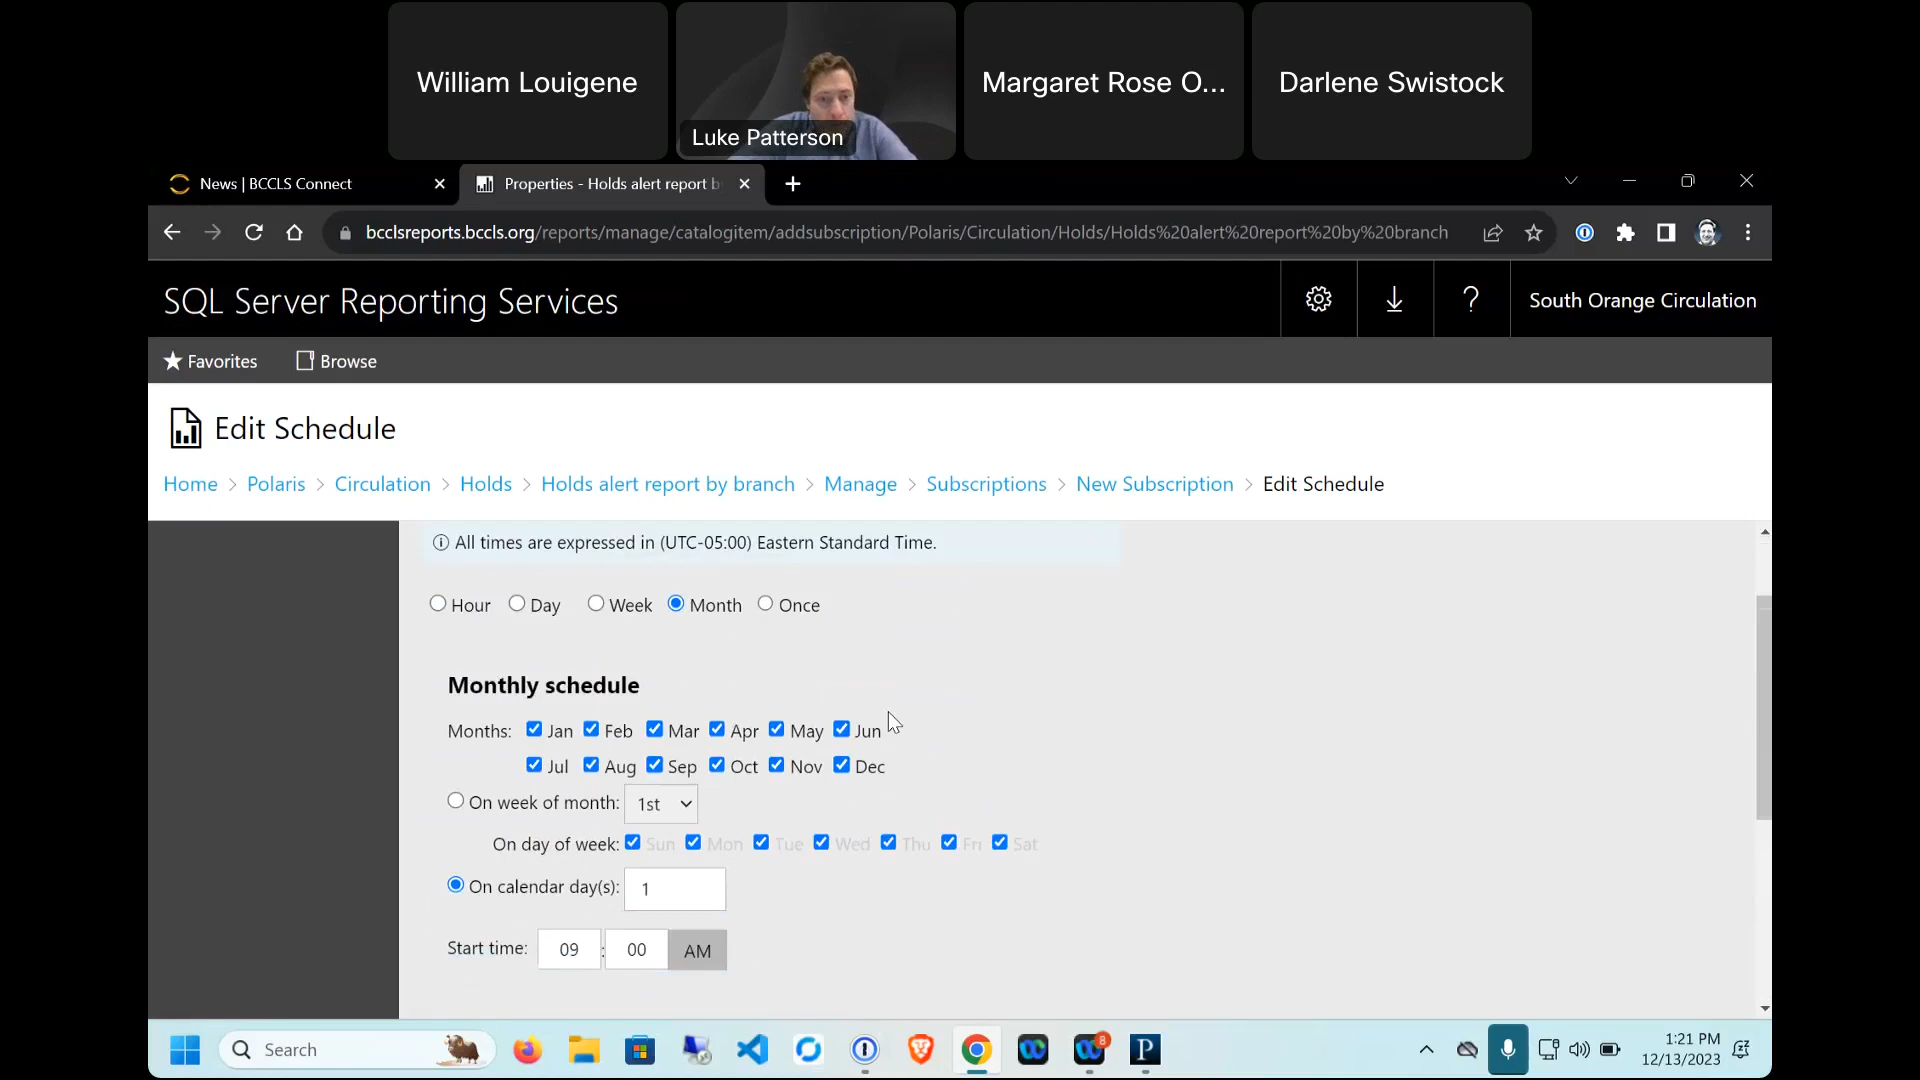 William Louigene
Luke Patterson
Margaret Rose O...
Darlene Swistock
News | BCCLS Connect
Properties - Holds alert report b
bcclsreports.bccls.org/reports/manage/catalogitem/addsubscription/Polaris/Circulation/Holds/Holds%20alert%20report%20by%20branch
SQL Server Reporting Services
South Orange Circulation
Favorites
Browse
Edit Schedule
Home > Polaris > Circulation > Holds > Holds alert report by branch > Manage > Subscriptions > New Subscription > Edit Schedule
All times are expressed in (UTC-05:00) Eastern Standard Time.
Hour Day Week Month Once
Monthly schedule
Months: Jan Feb Mar Apr May Jun
Jul Aug Sep Oct Nov Dec
On week of month: 1st
On day of week: Sun Mon Tue Wed Thu Fri Sat
On calendar day(s): 1
Start time: 09 : 00 AM
Search
8
P
1:21 PM
12/13/2023